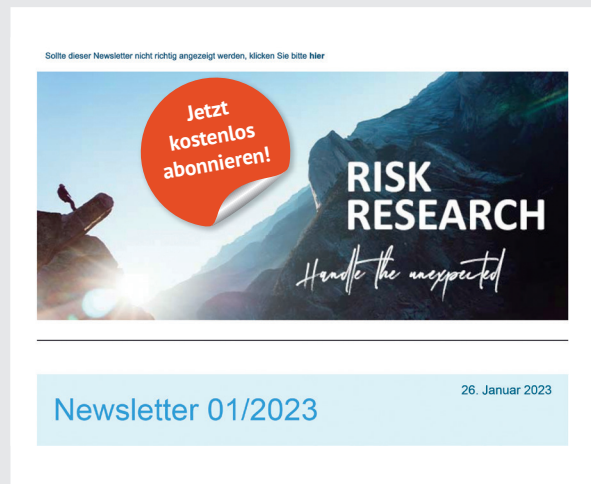 Sollte dieser Newsletter nicht richtig angezeigt werden, klicken Sie bitte hier
Jetzt
kostenlos
abonnieren!
RISK
RESEARCH
Handle the unexpected
26. Januar 2023
Newsletter 01/2023